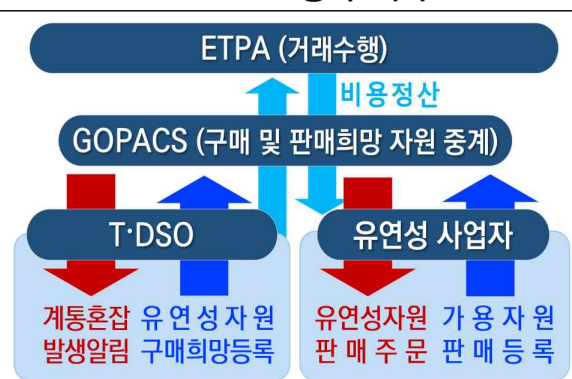 ETPA (거래수행)
비용정산
GOPACS (구매 및 판매희망 자원 중계)
T·DSO
유연성 사업자
계통혼잡
발생알림
유연성자원
구매희망등록
유연성자원
판매주문
가용자원
판매등록